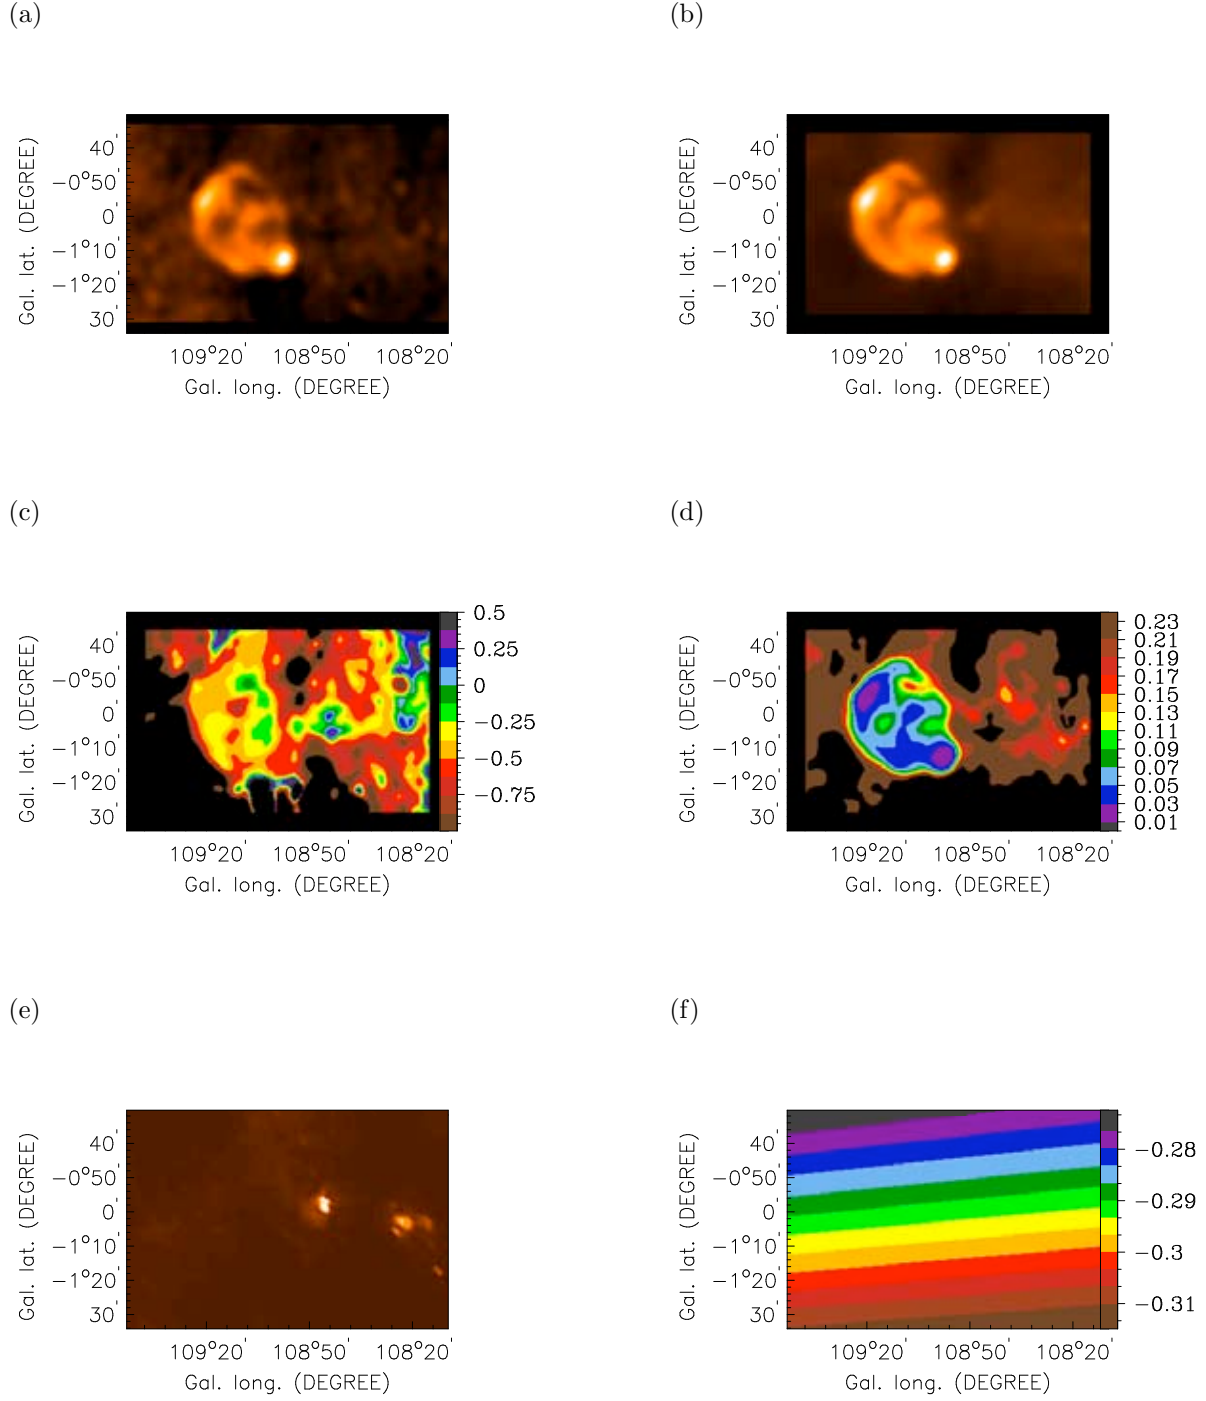 (a)
(b)
Gal. lat. (DEGREE)
40'
−0°50'
0'
−1°10'
−1°20'
30'
109°20' 108°50' 108°20'
Gal. long. (DEGREE)
Gal. lat. (DEGREE)
40'
−0°50'
0'
−1°10'
−1°20'
30'
109°20' 108°50' 108°20'
Gal. long. (DEGREE)
(c)
(d)
Gal. lat. (DEGREE)
40'
−0°50'
0'
−1°10'
−1°20'
30'
109°20' 108°50' 108°20'
Gal. long. (DEGREE)
0.5
0.25
0
−0.25
−0.5
−0.75
Gal. lat. (DEGREE)
40'
−0°50'
0'
−1°10'
−1°20'
30'
109°20' 108°50' 108°20'
Gal. long. (DEGREE)
0.23
0.21
0.19
0.17
0.15
0.13
0.11
0.09
0.07
0.05
0.03
0.01
(e)
(f)
Gal. lat. (DEGREE)
40'
−0°50'
0'
−1°10'
−1°20'
30'
109°20' 108°50' 108°20'
Gal. long. (DEGREE)
Gal. lat. (DEGREE)
40'
−0°50'
0'
−1°10'
−1°20'
30'
109°20' 108°50' 108°20'
Gal. long. (DEGREE)
−0.28
−0.29
−0.3
−0.31